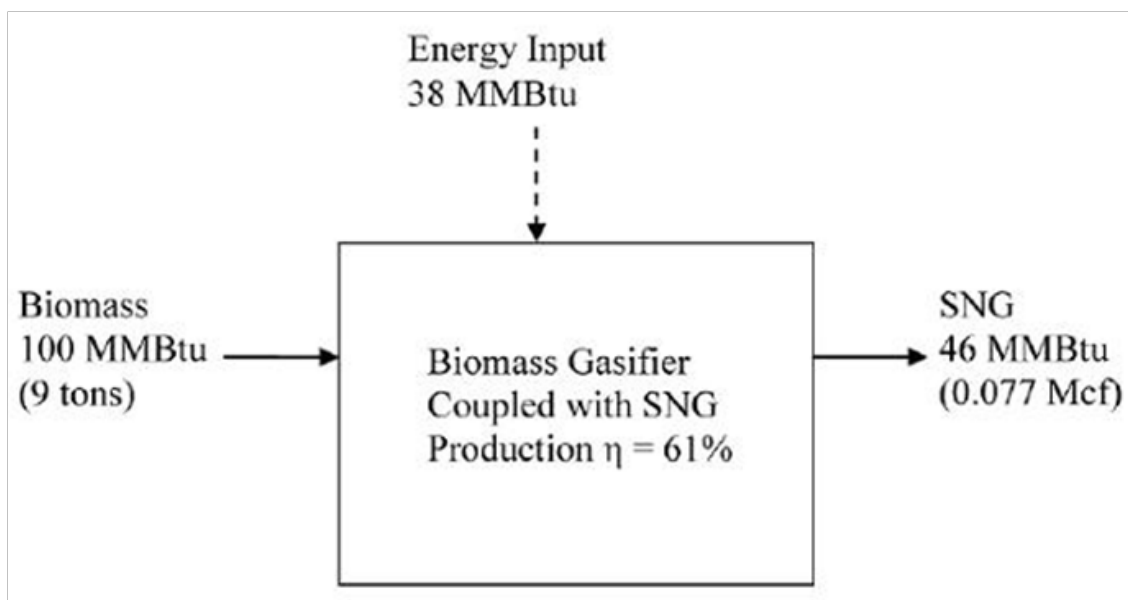 Energy Input
38 MMBtu
Biomass
100 MMBtu
(9 tons)
Biomass Gasifier
Coupled with SNG
Production η = 61%
SNG
46 MMBtu
(0.077 Mcf)